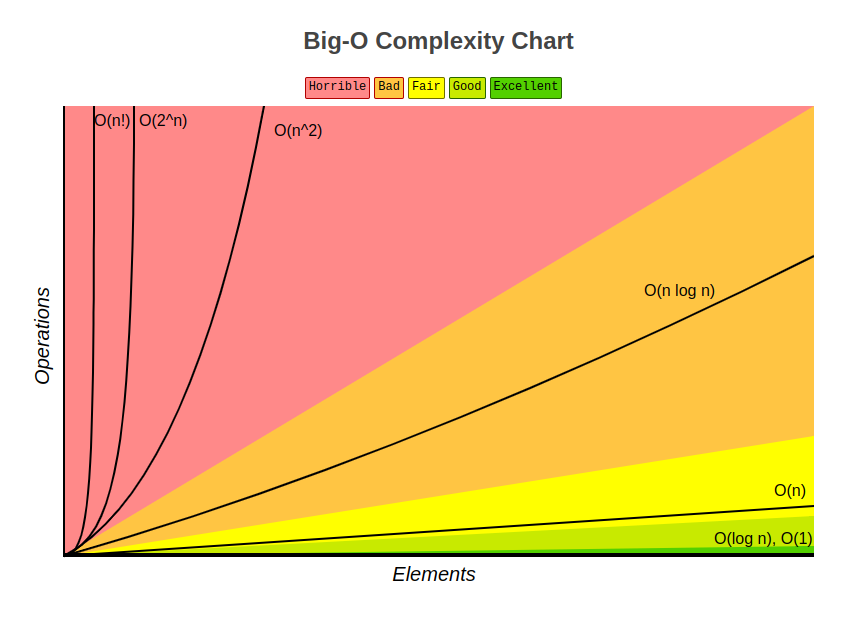 Big-O Complexity Chart
Horrible Bad Fair Good Excellent
O(n!) O(2^n)
O(n^2)
O(n log n)
O(n)
O(log n), O(1)
Operations
Elements